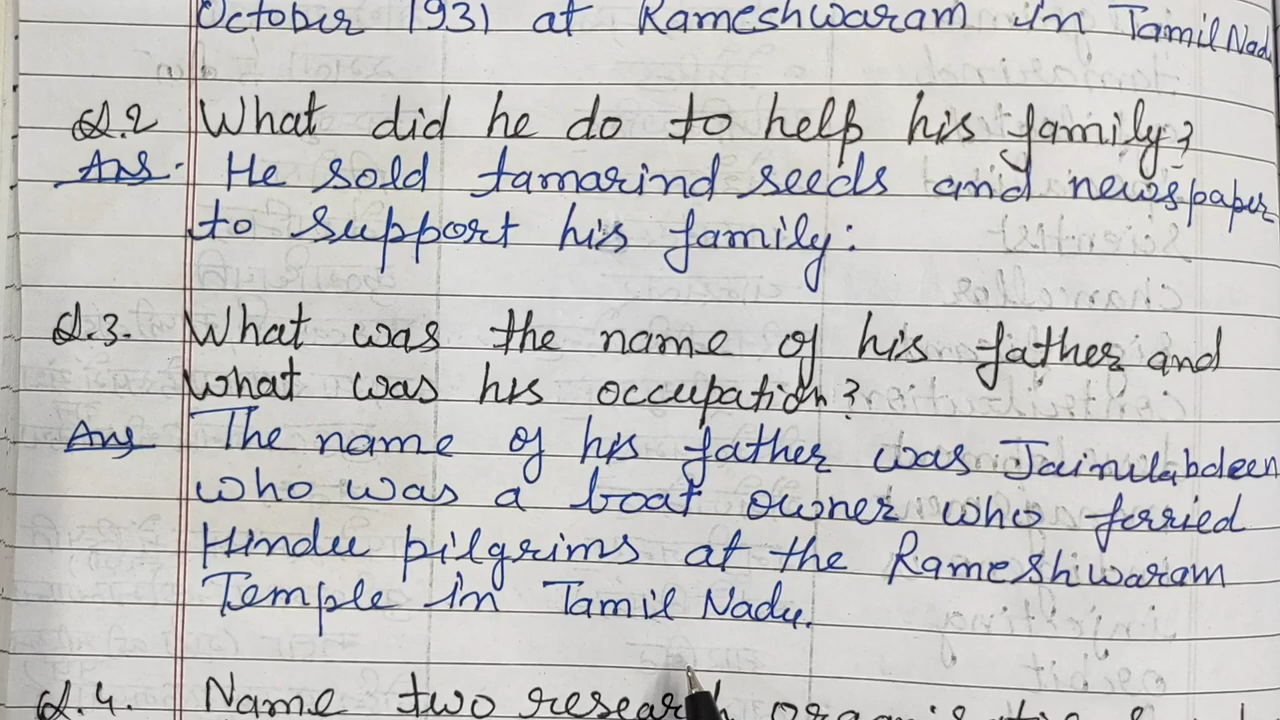 October 1931 at Rameshwaram in Tamil Nadu
Q.2 What did he do to help his family?
Ans. He sold tamarind seeds and newspaper
to support his family.
Q.3. What was the name of his father and
what was his occupation?
Ans The name of his father was Jainulabdeen
who was a boat owner who ferried
Hindu pilgrims at the Rameshwaram
Temple in Tamil Nadu.
Q.4. Name two research